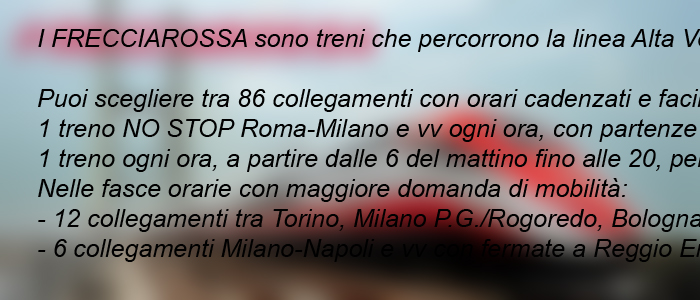 I FRECCIAROSSA sono treni che percorrono la linea Alta
Puoi scegliere tra 86 collegamenti con orari cadenzati e
1 treno NO STOP Roma-Milano e vv ogni ora, con partenze
1 treno ogni ora, a partire dalle 6 del mattino fino alle 20,
Nelle fasce orarie con maggiore domanda di mobilità:
- 12 collegamenti tra Torino, Milano P.G./Rogoredo, Bologna
- 6 collegamenti Milano-Napoli e vv con fermate a Reggio